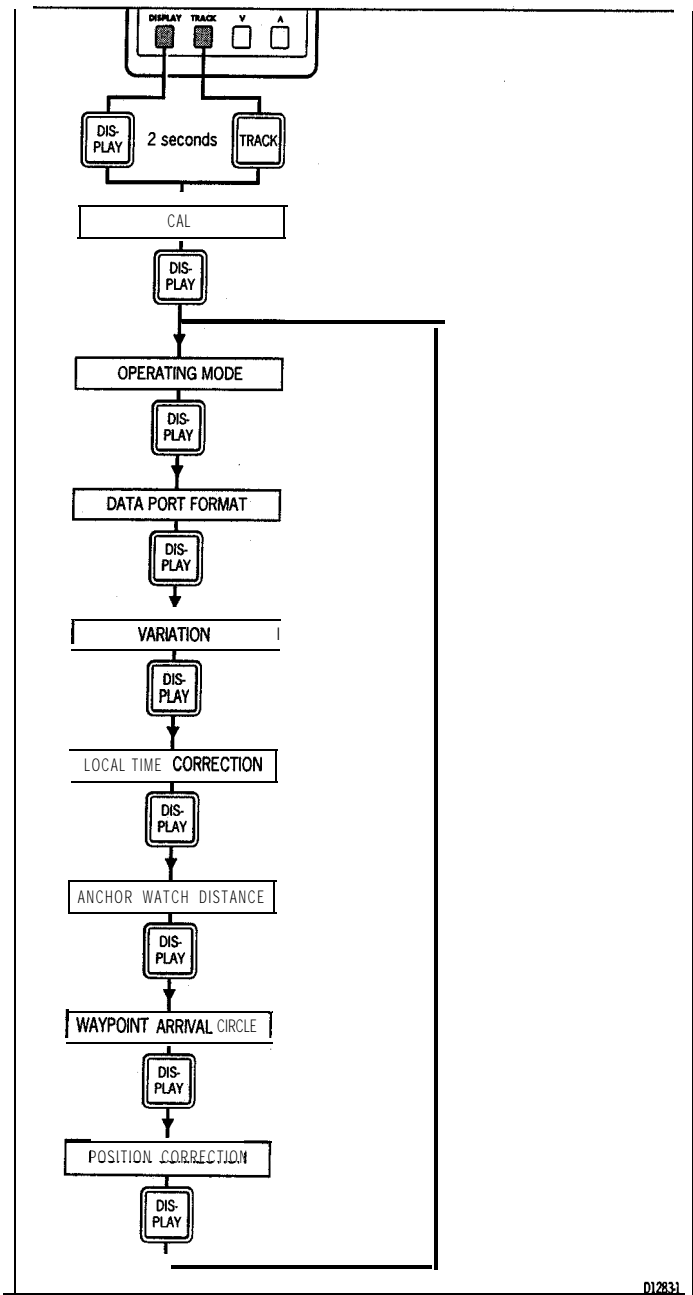 DISPLAY TRACK V A
DIS-
PLAY
2 seconds
TRACK
CAL
DIS-
PLAY
OPERATING MODE
DIS-
PLAY
DATA PORT FORMAT
DIS-
PLAY
VARIATION
DIS-
PLAY
LOCAL TIME CORRECTION
DIS-
PLAY
ANCHOR WATCH DISTANCE
DIS-
PLAY
WAYPOINT ARRIVAL CIRCLE
DIS-
PLAY
POSITION CORRECTION
DIS-
PLAY
D1283-1